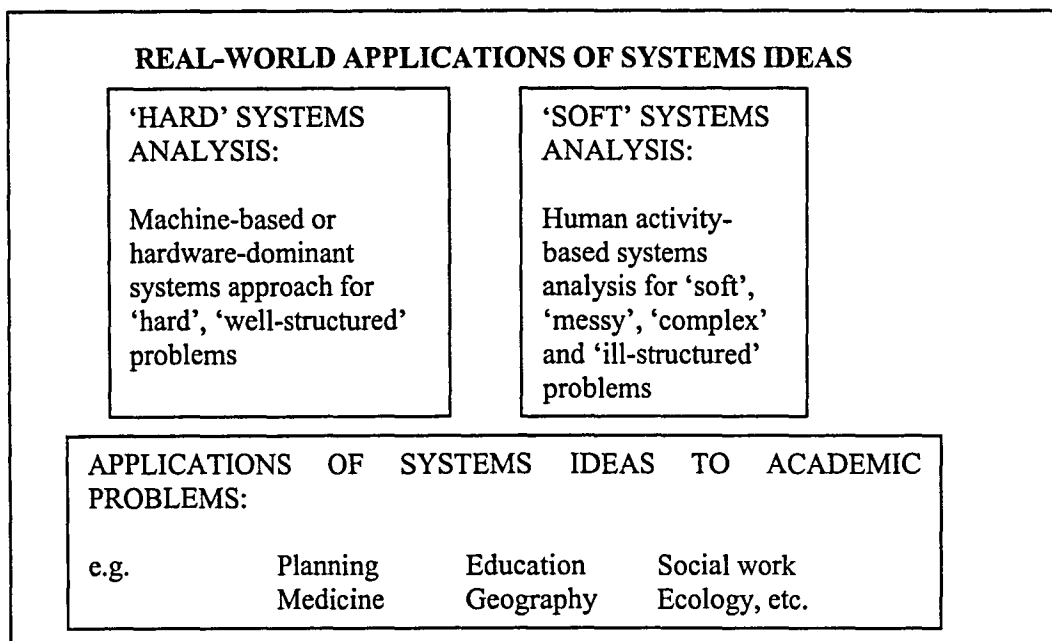 REAL-WORLD APPLICATIONS OF SYSTEMS IDEAS
‘HARD’ SYSTEMS
ANALYSIS:
Machine-based or
hardware-dominant
systems approach for
‘hard’, ‘well-structured’
problems
‘SOFT’ SYSTEMS
ANALYSIS:
Human activity-
based systems
analysis for ‘soft’,
‘messy’, ‘complex’
and ‘ill-structured’
problems
APPLICATIONS OF SYSTEMS IDEAS TO ACADEMIC
PROBLEMS:
e.g. Planning Education Social work
Medicine Geography Ecology, etc.